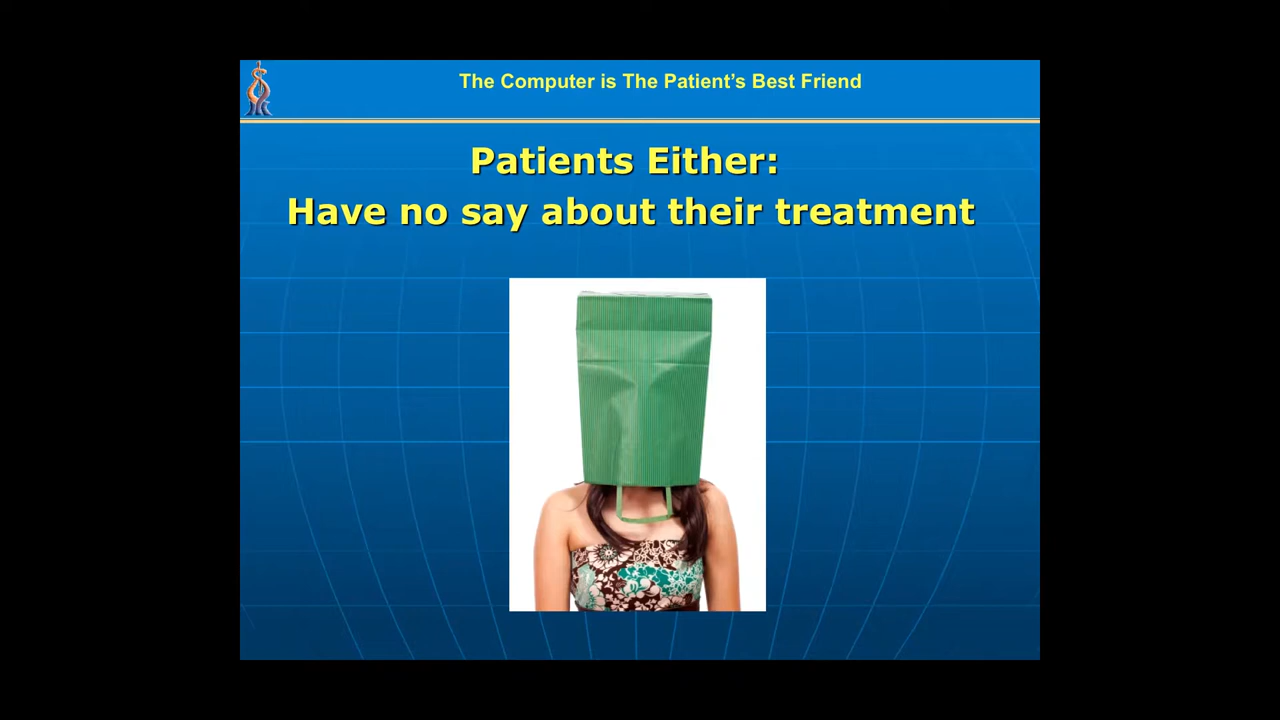 The Computer is The Patient’s Best Friend
Patients Either:
Have no say about their treatment